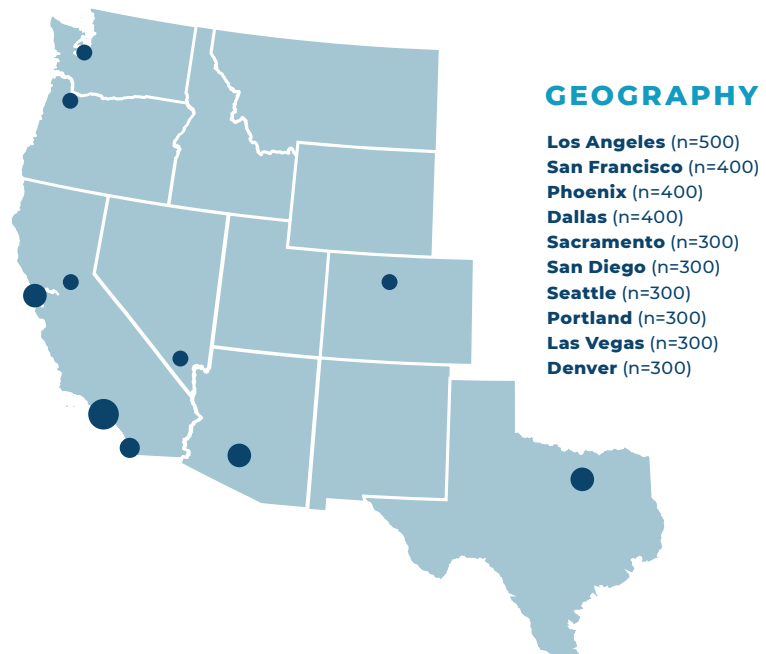 GEOGRAPHY
Los Angeles (n=500)
San Francisco (n=400)
Phoenix (n=400)
Dallas (n=400)
Sacramento (n=300)
San Diego (n=300)
Seattle (n=300)
Portland (n=300)
Las Vegas (n=300)
Denver (n=300)